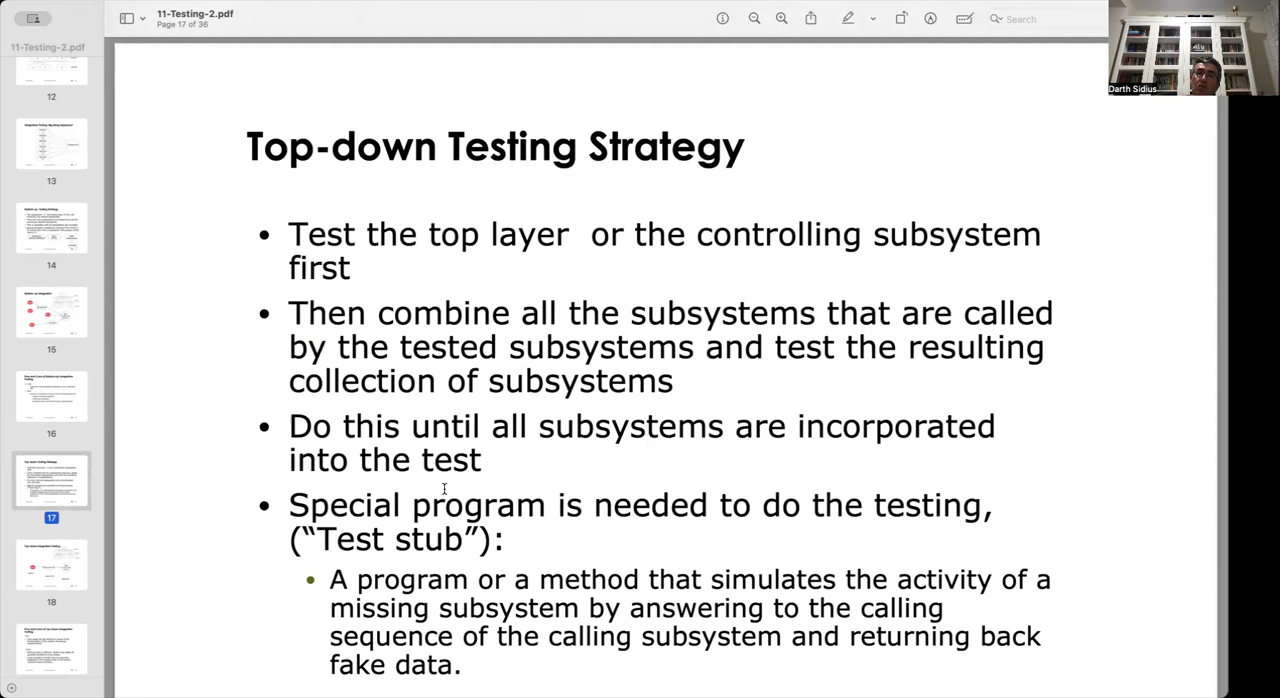 11-Testing-2.pdf
Page 17 of 36
Search
11-Testing-2.pdf
12
13
14
15
16
17
18
Darth Sidius
Top-down Testing Strategy
• Test the top layer or the controlling subsystem
first
• Then combine all the subsystems that are called
by the tested subsystems and test the resulting
collection of subsystems
• Do this until all subsystems are incorporated
into the test
• Special program is needed to do the testing,
(“Test stub”):
• A program or a method that simulates the activity of a
missing subsystem by answering to the calling
sequence of the calling subsystem and returning back
fake data.